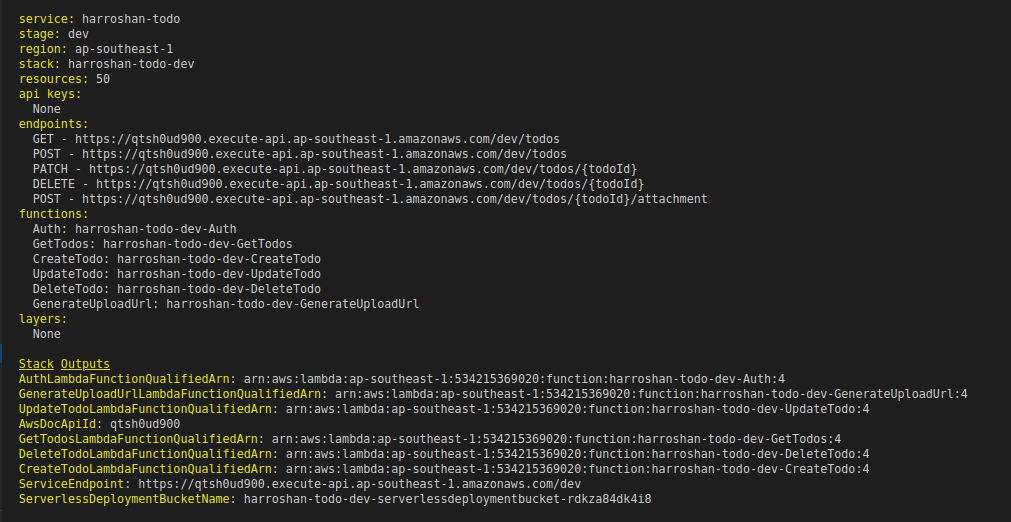 service: harroshan-todo
stage: dev
region: ap-southeast-1
stack: harroshan-todo-dev
resources: 50
api keys:
  None
endpoints:
  GET - https://qtsh0ud900.execute-api.ap-southeast-1.amazonaws.com/dev/todos
  POST - https://qtsh0ud900.execute-api.ap-southeast-1.amazonaws.com/dev/todos
  PATCH - https://qtsh0ud900.execute-api.ap-southeast-1.amazonaws.com/dev/todos/{todoId}
  DELETE - https://qtsh0ud900.execute-api.ap-southeast-1.amazonaws.com/dev/todos/{todoId}
  POST - https://qtsh0ud900.execute-api.ap-southeast-1.amazonaws.com/dev/todos/{todoId}/attachment
functions:
  Auth: harroshan-todo-dev-Auth
  GetTodos: harroshan-todo-dev-GetTodos
  CreateTodo: harroshan-todo-dev-CreateTodo
  UpdateTodo: harroshan-todo-dev-UpdateTodo
  DeleteTodo: harroshan-todo-dev-DeleteTodo
  GenerateUploadUrl: harroshan-todo-dev-GenerateUploadUrl
layers:
  None

Stack Outputs
AuthLambdaFunctionQualifiedArn: arn:aws:lambda:ap-southeast-1:534215369020:function:harroshan-todo-dev-Auth:4
GenerateUploadUrlLambdaFunctionQualifiedArn: arn:aws:lambda:ap-southeast-1:534215369020:function:harroshan-todo-dev-GenerateUploadUrl:4
UpdateTodoLambdaFunctionQualifiedArn: arn:aws:lambda:ap-southeast-1:534215369020:function:harroshan-todo-dev-UpdateTodo:4
AwsDocApiId: qtsh0ud900
GetTodosLambdaFunctionQualifiedArn: arn:aws:lambda:ap-southeast-1:534215369020:function:harroshan-todo-dev-GetTodos:4
DeleteTodoLambdaFunctionQualifiedArn: arn:aws:lambda:ap-southeast-1:534215369020:function:harroshan-todo-dev-DeleteTodo:4
CreateTodoLambdaFunctionQualifiedArn: arn:aws:lambda:ap-southeast-1:534215369020:function:harroshan-todo-dev-CreateTodo:4
ServiceEndpoint: https://qtsh0ud900.execute-api.ap-southeast-1.amazonaws.com/dev
ServerlessDeploymentBucketName: harroshan-todo-dev-serverlessdeploymentbucket-rdkza84dk4i8